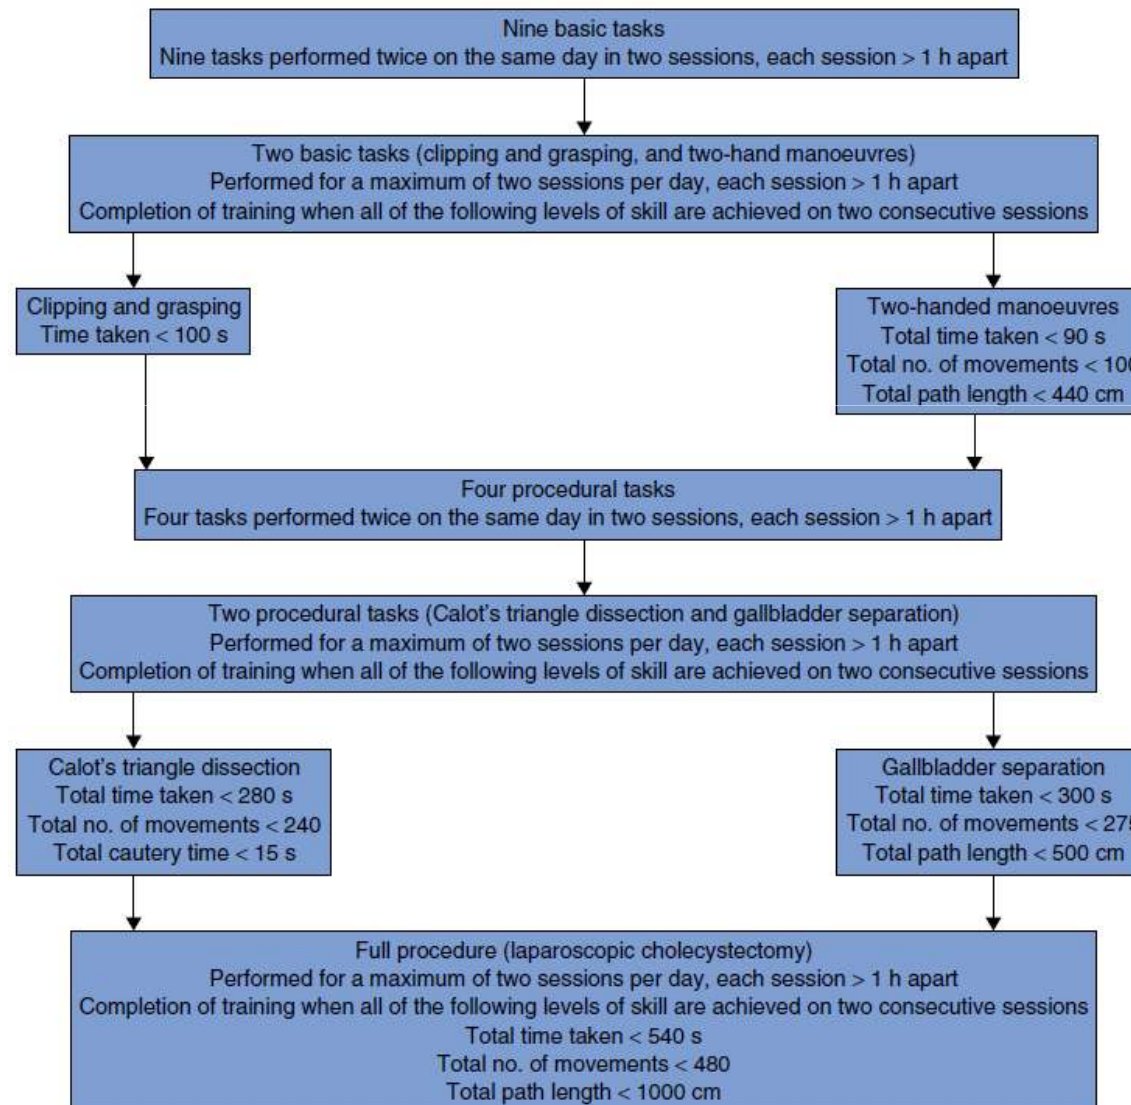 Nine basic tasks
Nine tasks performed twice on the same day in two sessions, each session > 1 h apart
Two basic tasks (clipping and grasping, and two-hand manoeuvres)
Performed for a maximum of two sessions per day, each session > 1 h apart
Completion of training when all of the following levels of skill are achieved on two consecutive sessions
Clipping and grasping
Time taken < 100 s
Two-handed manoeuvres
Total time taken < 90 s
Total no. of movements < 100
Total path length < 440 cm
Four procedural tasks
Four tasks performed twice on the same day in two sessions, each session > 1 h apart
Two procedural tasks (Calot's triangle dissection and gallbladder separation)
Performed for a maximum of two sessions per day, each session > 1 h apart
Completion of training when all of the following levels of skill are achieved on two consecutive sessions
Calot's triangle dissection
Total time taken < 280 s
Total no. of movements < 240
Total cautery time < 15 s
Gallbladder separation
Total time taken < 300 s
Total no. of movements < 275
Total path length < 500 cm
Full procedure (laparoscopic cholecystectomy)
Performed for a maximum of two sessions per day, each session > 1 h apart
Completion of training when all of the following levels of skill are achieved on two consecutive sessions
Total time taken < 540 s
Total no. of movements < 480
Total path length < 1000 cm